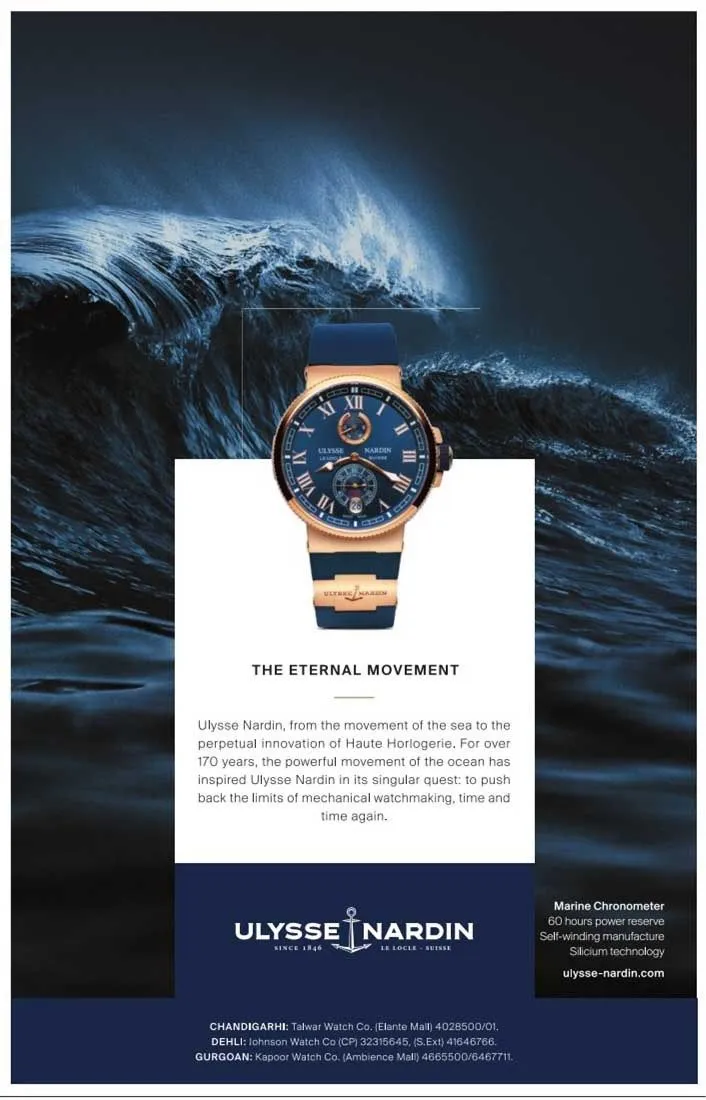 XII
I
III
ULYSSE NARDIN
28
ULYSSE NARDIN
THE ETERNAL MOVEMENT
Ulysse Nardin, from the movement of the sea to the
perpetual innovation of Haute Horlogerie. For over
170 years, the powerful movement of the ocean has
inspired Ulysse Nardin in its singular quest: to push
back the limits of mechanical watchmaking, time and
time again.
ULYSSE NARDIN
SINCE 1846 LE LOCLE - SUISSE
Marine Chronometer
60 hours power reserve
Self-winding manufacture
Silicium technology
ulysse-nardin.com
CHANDIGARHI: Talwar Watch Co. (Elante Mall) 4028500/01,
DEHLI: Johnson Watch Co (CP) 32315645, (S.Ext) 41646766.
GURGOAN: Kapoor Watch Co. (Ambience Mall) 4665500/6467711.